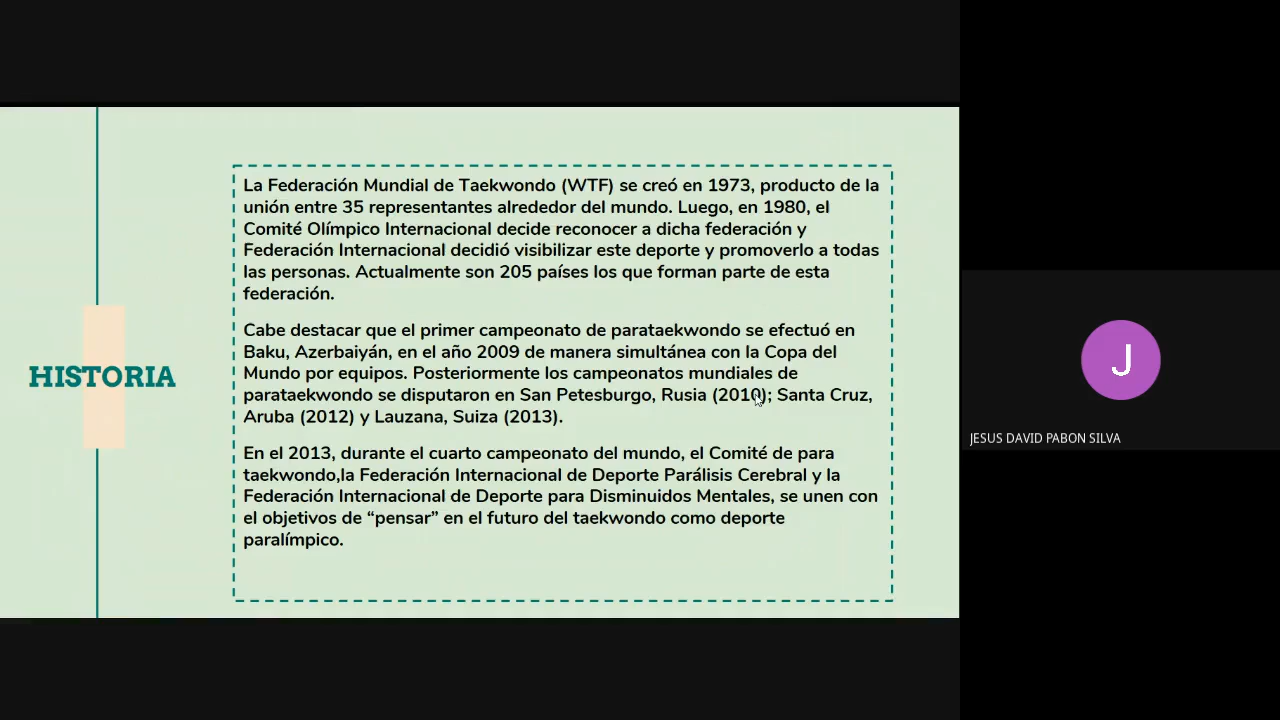 HISTORIA
La Federación Mundial de Taekwondo (WTF) se creó en 1973, producto de la
unión entre 35 representantes alrededor del mundo. Luego, en 1980, el
Comité Olímpico Internacional decide reconocer a dicha federación y
Federación Internacional decidió visibilizar este deporte y promoverlo a todas
las personas. Actualmente son 205 países los que forman parte de esta
federación.
Cabe destacar que el primer campeonato de parataekwondo se efectuó en
Baku, Azerbaiyán, en el año 2009 de manera simultánea con la Copa del
Mundo por equipos. Posteriormente los campeonatos mundiales de
parataekwondo se disputaron en San Petesburgo, Rusia (2010); Santa Cruz,
Aruba (2012) y Lauzana, Suiza (2013).
En el 2013, durante el cuarto campeonato del mundo, el Comité de para
taekwondo,la Federación Internacional de Deporte Parálisis Cerebral y la
Federación Internacional de Deporte para Disminuidos Mentales, se unen con
el objetivos de “pensar” en el futuro del taekwondo como deporte
paralímpico.
J
JESUS DAVID PABON SILVA